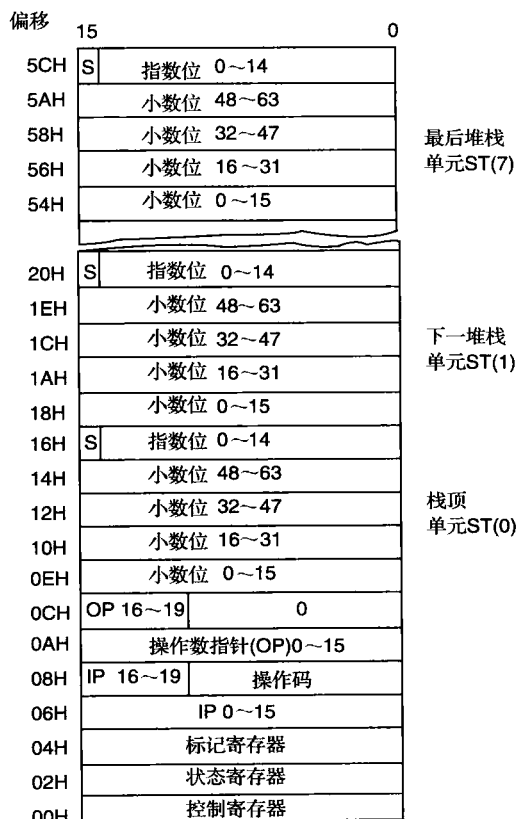 偏移 15 0
5CH S 指数位 0～14
5AH 小数位 48～63
58H 小数位 32～47
56H 小数位 16～31
54H 小数位 0～15
最后堆栈
单元ST(7)
20H S 指数位 0～14
1EH 小数位 48～63
1CH 小数位 32～47
1AH 小数位 16～31
18H 小数位 0～15
下一堆栈
单元ST(1)
16H S 指数位 0～14
14H 小数位 48～63
12H 小数位 32～47
10H 小数位 16～31
0EH 小数位 0～15
栈顶
单元ST(0)
0CH OP 16～19 0
0AH 操作数指针(OP)0～15
08H IP 16～19 操作码
06H IP 0～15
04H 标记寄存器
02H 状态寄存器
00H 控制寄存器